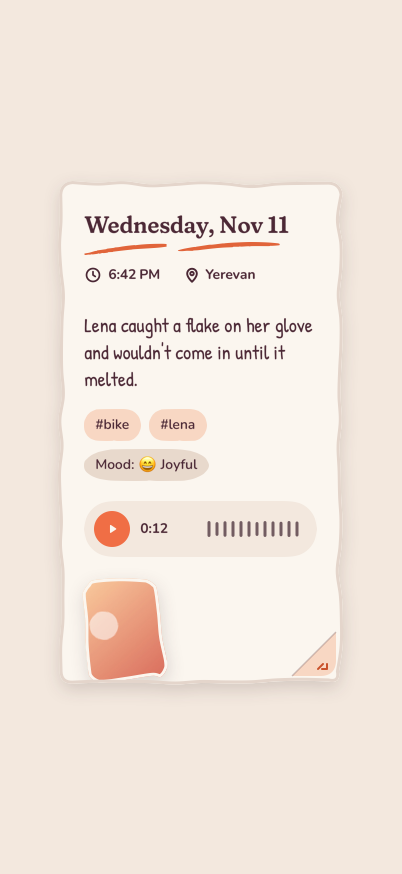 Wednesday, Nov 11
6:42 PM Yerevan
Lena caught a flake on her glove
and wouldn't come in until it
melted.
#bike #lena
Mood: 😄 Joyful
0:12